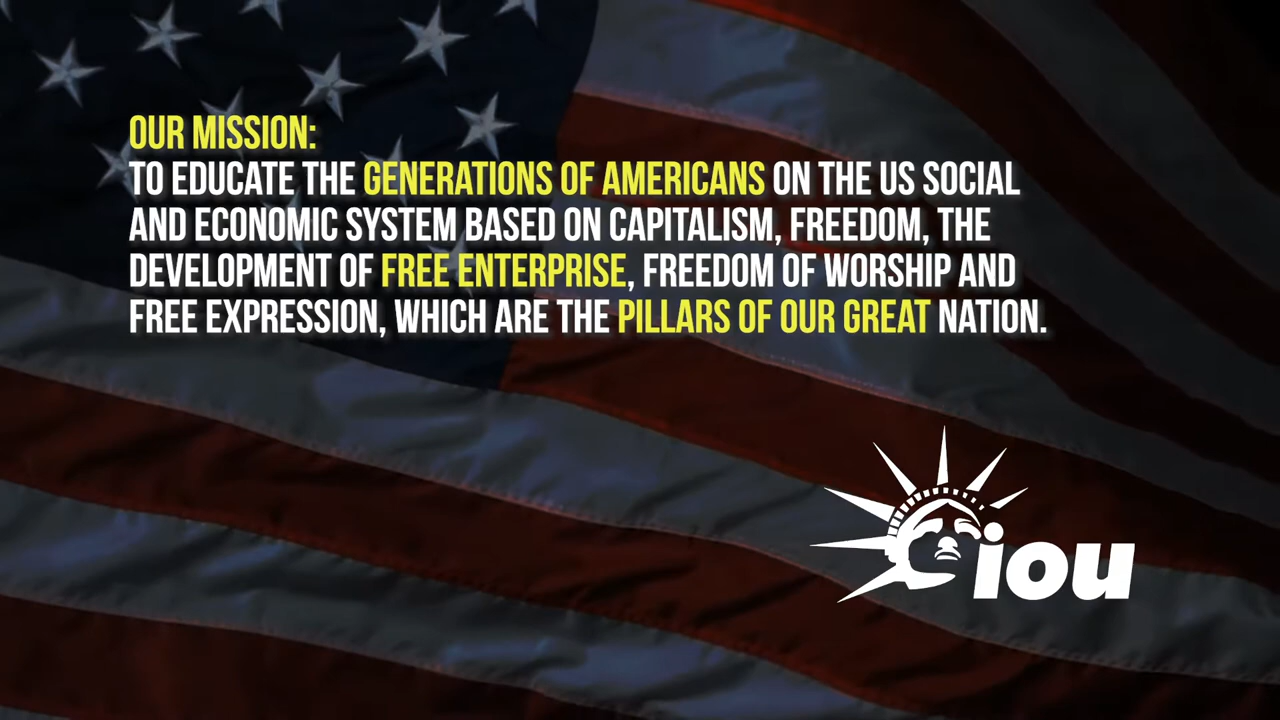 OUR MISSION:
TO EDUCATE THE GENERATIONS OF AMERICANS ON THE US SOCIAL
AND ECONOMIC SYSTEM BASED ON CAPITALISM, FREEDOM, THE
DEVELOPMENT OF FREE ENTERPRISE, FREEDOM OF WORSHIP AND
FREE EXPRESSION, WHICH ARE THE PILLARS OF OUR GREAT NATION.
iou